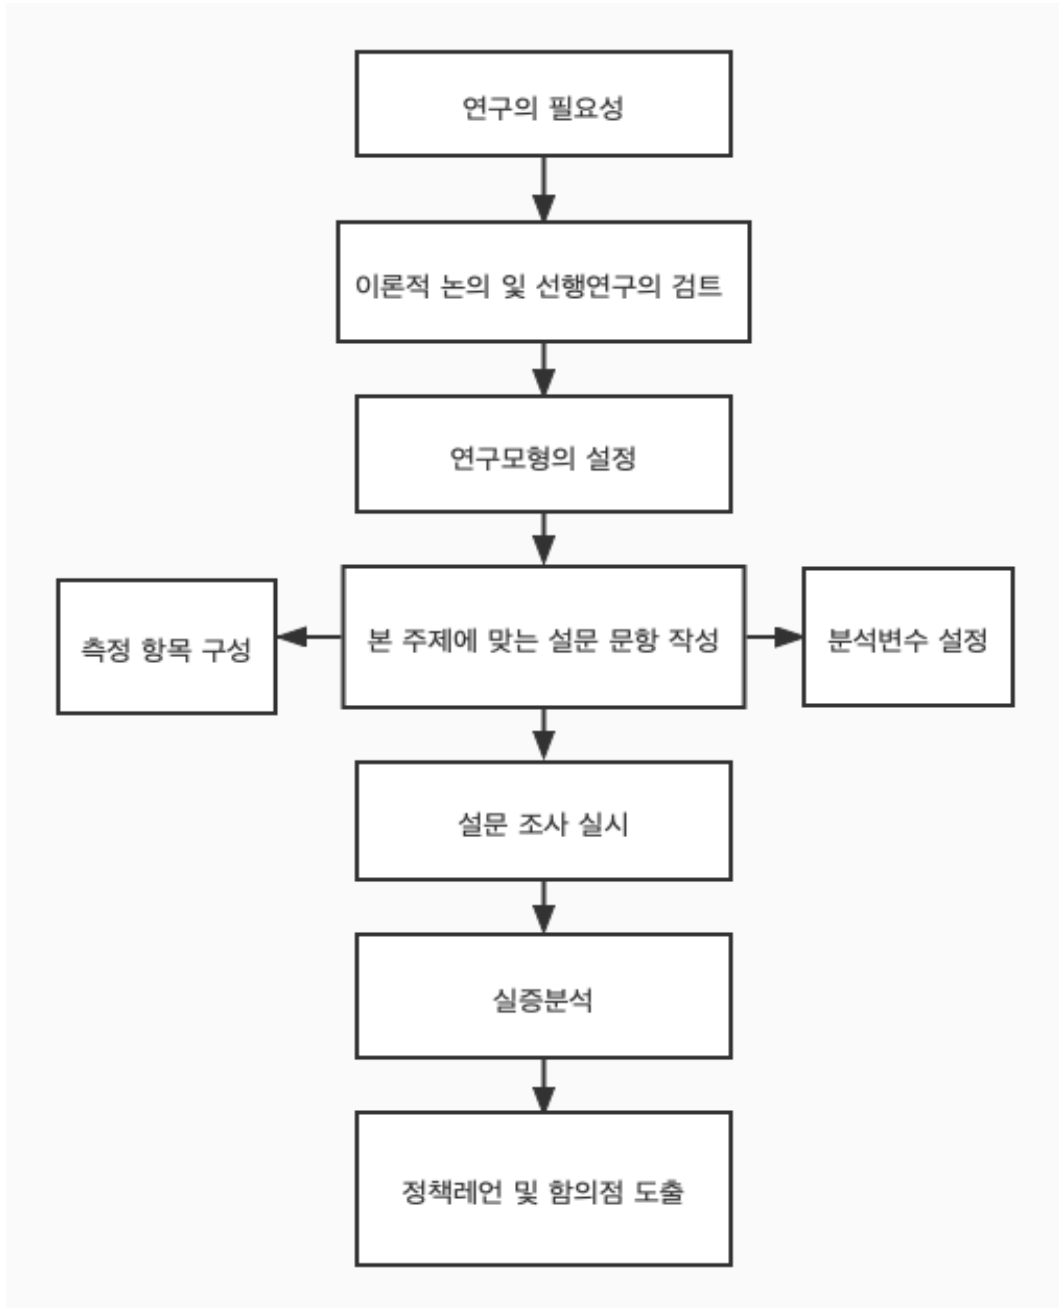 연구의 필요성
이론적 논의 및 선행연구의 검트
연구모형의 설정
측정 항목 구성
본 주제에 맞는 설문 문항 작성
분석변수 설정
설문 조사 실시
실증분석
정책레언 및 함의점 도출